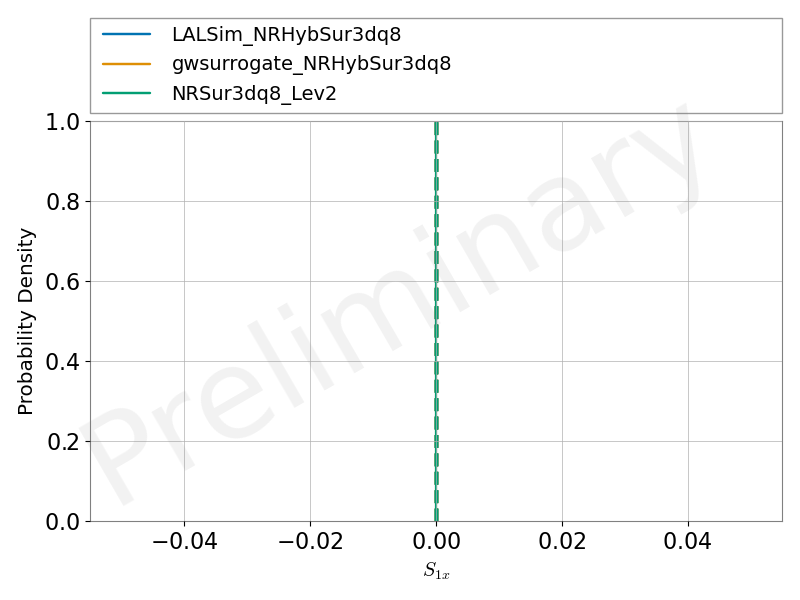 LALSim_NRHybSur3dq8
gwsurrogate_NRHybSur3dq8
NRSur3dq8_Lev2
1.0
0.8
0.6
0.4
0.2
0.0
Probability Density
Preliminary
−0.04 −0.02 0.00 0.02 0.04
S1x